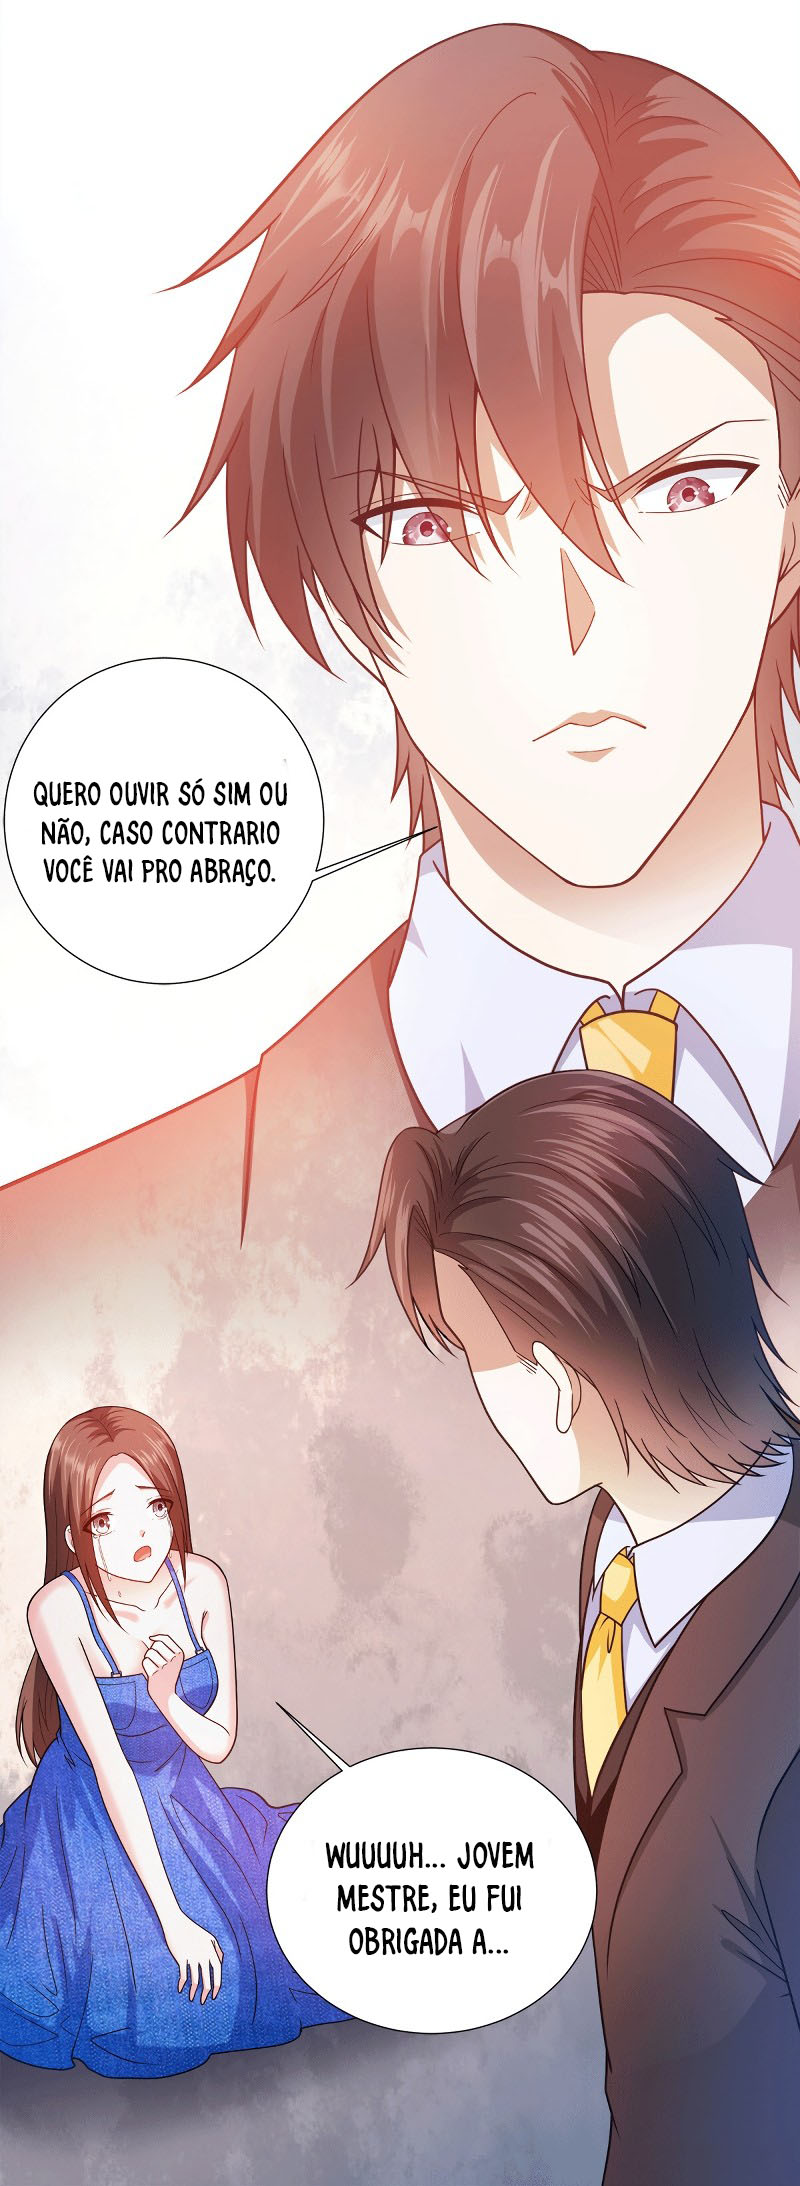 QUERO OUVIR SÓ SIM OU
NÃO, CASO CONTRARIO
VOCÊ VAI PRO ABRAÇO.
WUUUUH... JOVEM
MESTRE, EU FUI
OBRIGADA A...